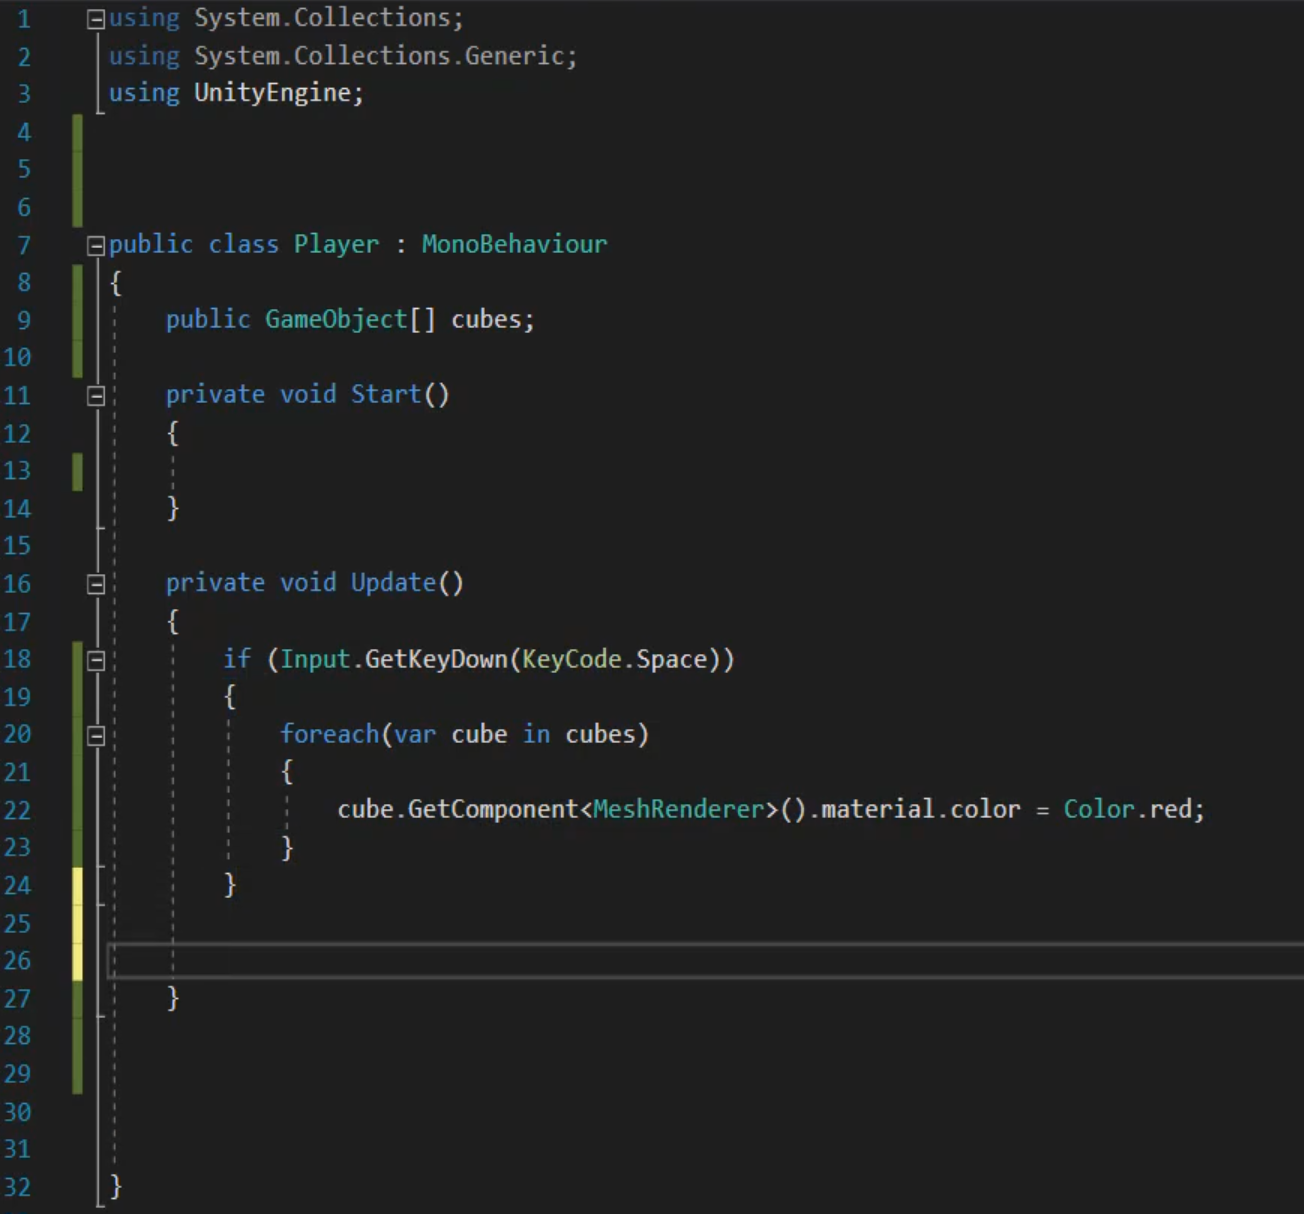 1 using System.Collections;
2 using System.Collections.Generic;
3 using UnityEngine;
4
5
6
7 public class Player : MonoBehaviour
8 {
9 public GameObject[] cubes;
10
11 private void Start()
12 {
13
14 }
15
16 private void Update()
17 {
18 if (Input.GetKeyDown(KeyCode.Space))
19 {
20 foreach(var cube in cubes)
21 {
22 cube.GetComponent<MeshRenderer>().material.color = Color.red;
23 }
24 }
25
26
27 }
28
29
30
31
32 }